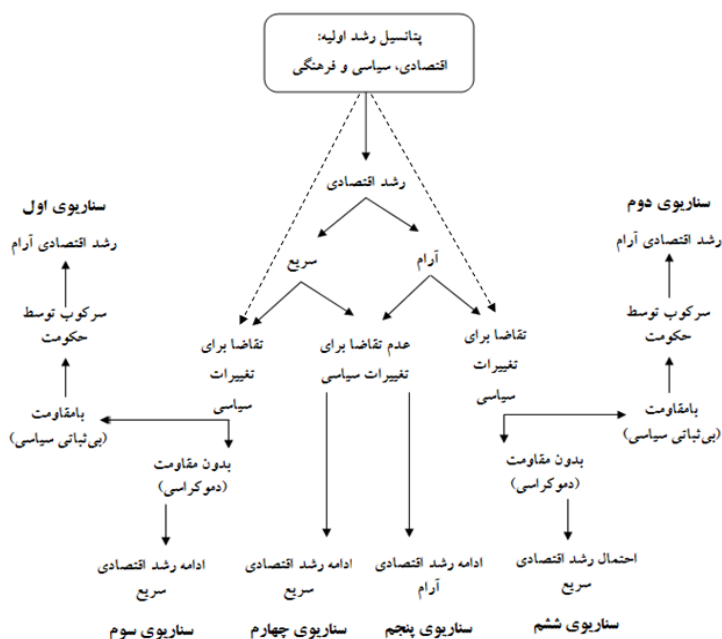 پتانسیل رشد اولیه:
اقتصادی، سیاسی و فرهنگی
رشد اقتصادی
سناریوی دوم
رشد اقتصادی آرام
سرکوب توسط
حکومت
بامقاومت
(بی‌ثباتی سیاسی)
سناریوی اول
رشد اقتصادی آرام
سرکوب توسط
حکومت
بامقاومت
(بی‌ثباتی سیاسی)
آرام
سریع
تقاضا برای
تغییرات
سیاسی
عدم تقاضا برای
تغییرات سیاسی
تقاضا برای
تغییرات
سیاسی
بدون مقاومت
(دموکراسی)
بدون مقاومت
(دموکراسی)
احتمال رشد اقتصادی
سریع
سناریوی ششم
ادامه رشد اقتصادی
آرام
سناریوی پنجم
ادامه رشد اقتصادی
سریع
سناریوی چهارم
ادامه رشد اقتصادی
سریع
سناریوی سوم